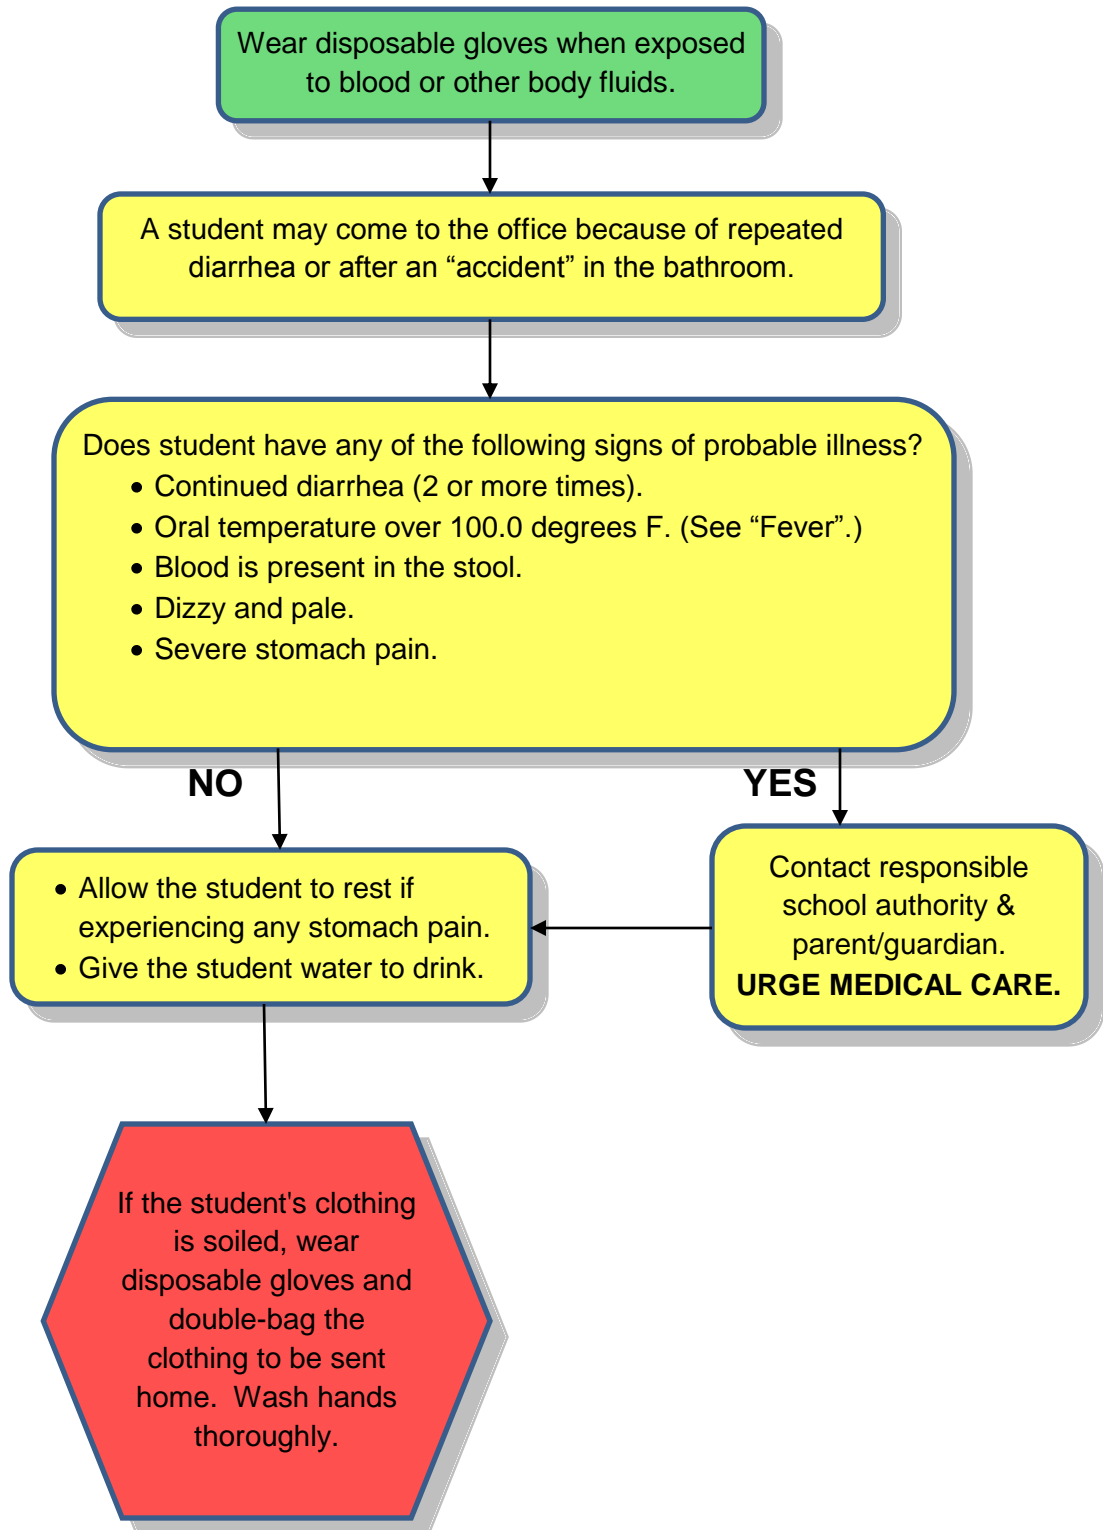 Wear disposable gloves when exposed
to blood or other body fluids.
A student may come to the office because of repeated
diarrhea or after an “accident” in the bathroom.
Does student have any of the following signs of probable illness?
• Continued diarrhea (2 or more times).
• Oral temperature over 100.0 degrees F. (See “Fever”.)
• Blood is present in the stool.
• Dizzy and pale.
• Severe stomach pain.
NO
YES
• Allow the student to rest if
experiencing any stomach pain.
• Give the student water to drink.
Contact responsible
school authority &
parent/guardian.
URGE MEDICAL CARE.
If the student's clothing
is soiled, wear
disposable gloves and
double-bag the
clothing to be sent
home.  Wash hands
thoroughly.